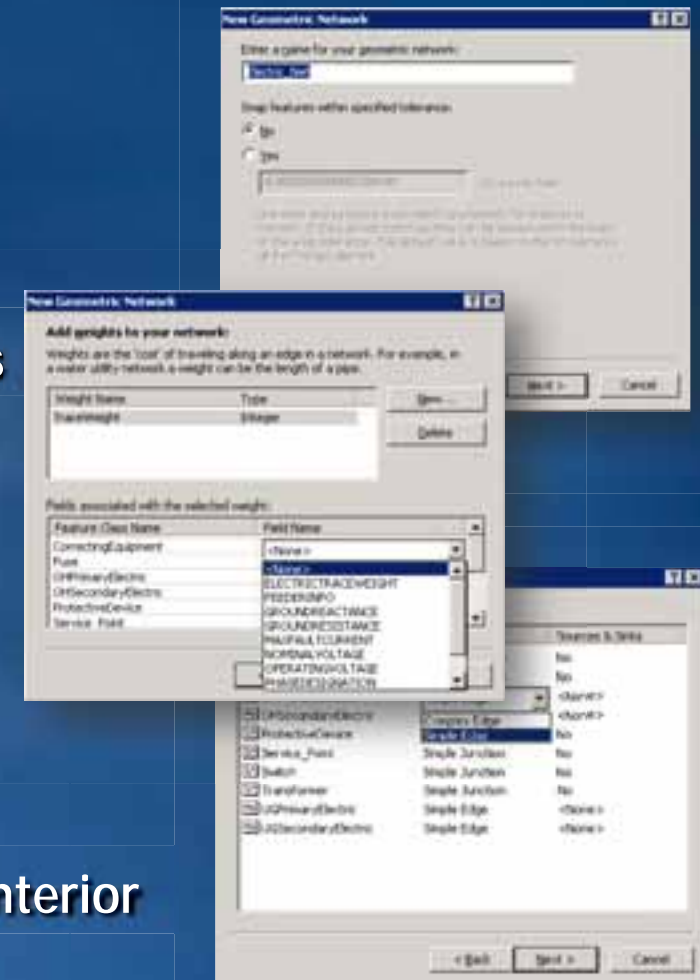 New Geometric Network
Enter a name for your geometric network:
Snap features within specified tolerance:
No
Yes
Next >
Cancel
s
New Geometric Network
Add weights to your network:
Weights are the 'cost' of traveling along an edge in a network. For example, in
a water utility network a weight can be the length of a pipe.
Weight Name Type
TraceWeight Integer
New ...
Delete
Fields associated with the selected weight:
Feature Class Name Field Name
CorrectingEquipment <None>
Fuse
OHPrimaryElectric
OHSecondaryElectric
ProtectiveDevice
Service_Point
<None>
ELECTRICTRACEWEIGHT
FEEDERINFO
GROUNDREACTANCE
GROUNDRESISTANCE
MAXFAULTCURRENT
NOMINALVOLTAGE
OPERATINGVOLTAGE
PHASEDESIGNATION
Sources & Sinks
No
No
<None>
OHSecondaryElectric Complex Edge <None>
ProtectiveDevice Simple Edge No
Service_Point Simple Junction No
Switch Simple Junction No
Transformer Simple Junction No
UGPrimaryElectric Simple Edge <None>
UGSecondaryElectric Simple Edge <None>
nterior
< Back
Next >
Cancel